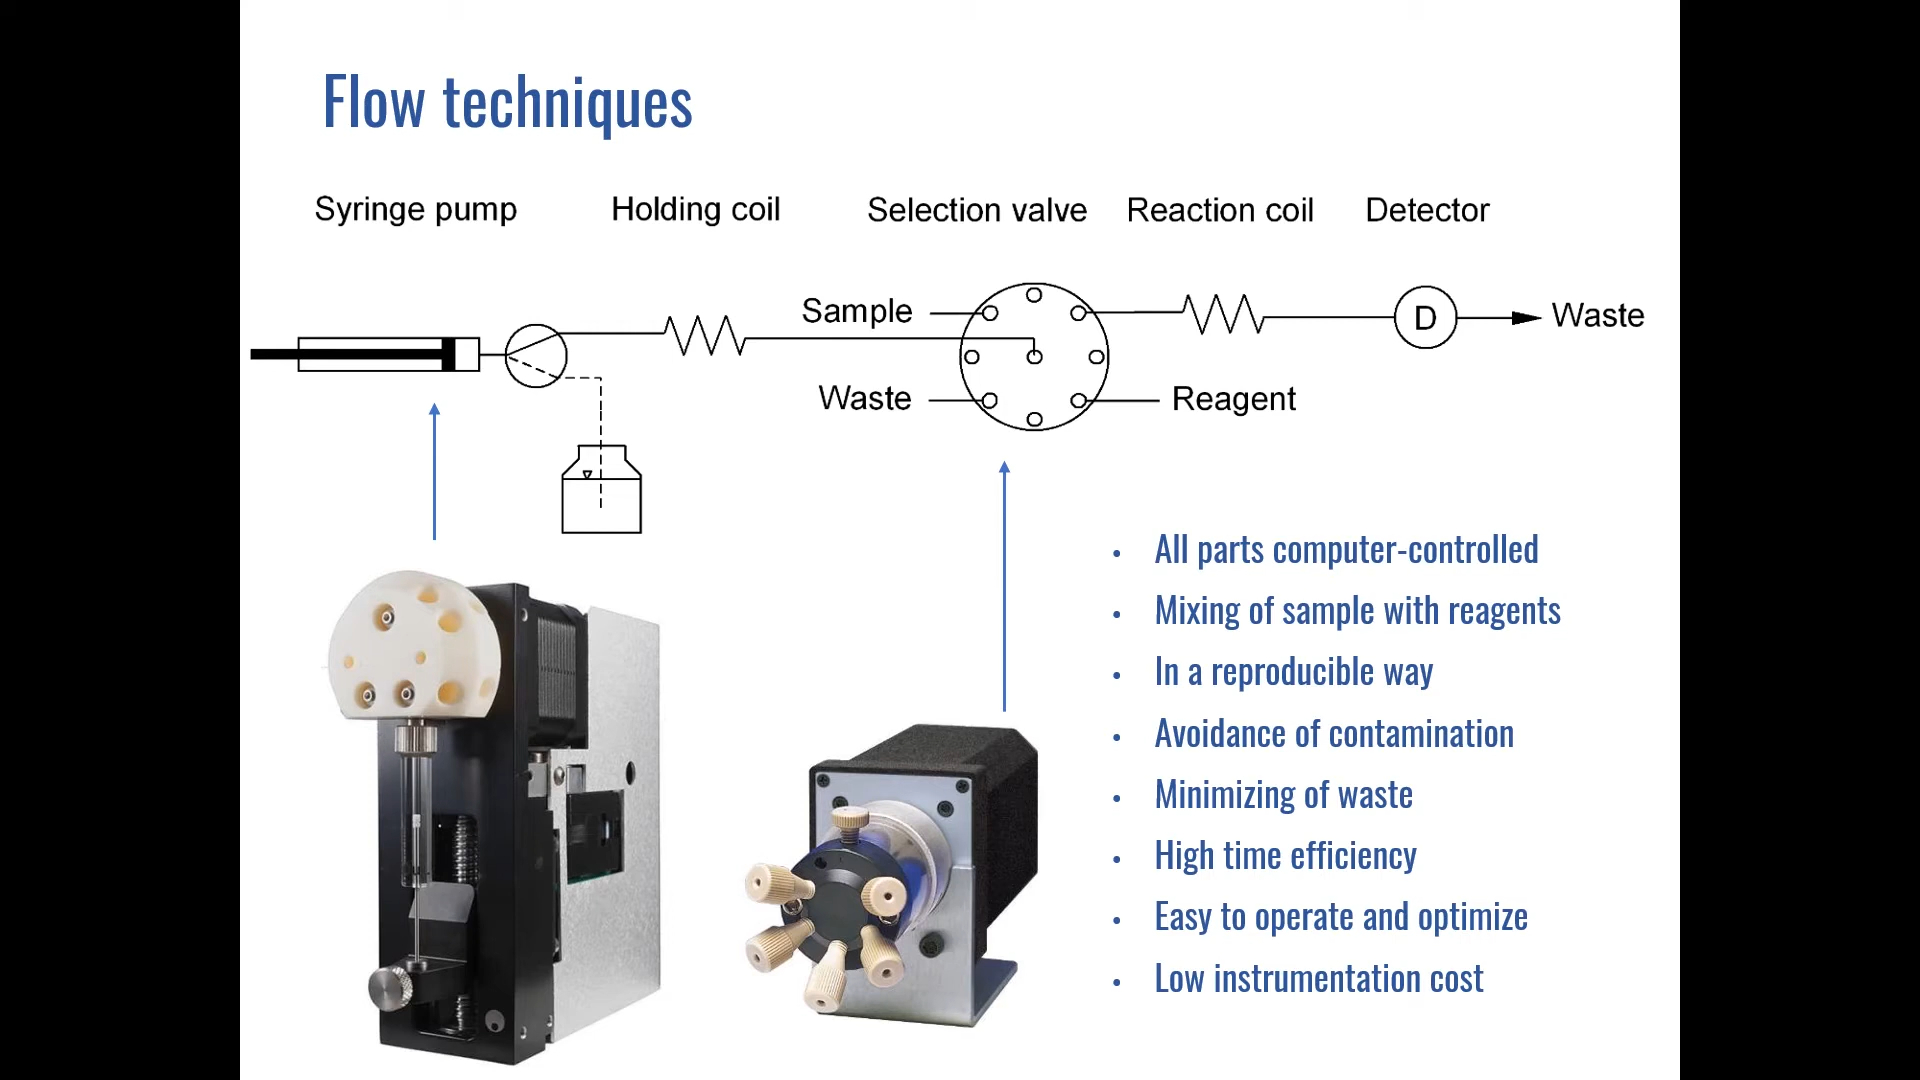 Flow techniques
Syringe pump
Holding coil
Selection valve
Reaction coil
Detector
Sample
D
Waste
Waste
Reagent
• All parts computer-controlled
• Mixing of sample with reagents
• In a reproducible way
• Avoidance of contamination
• Minimizing of waste
• High time efficiency
• Easy to operate and optimize
• Low instrumentation cost